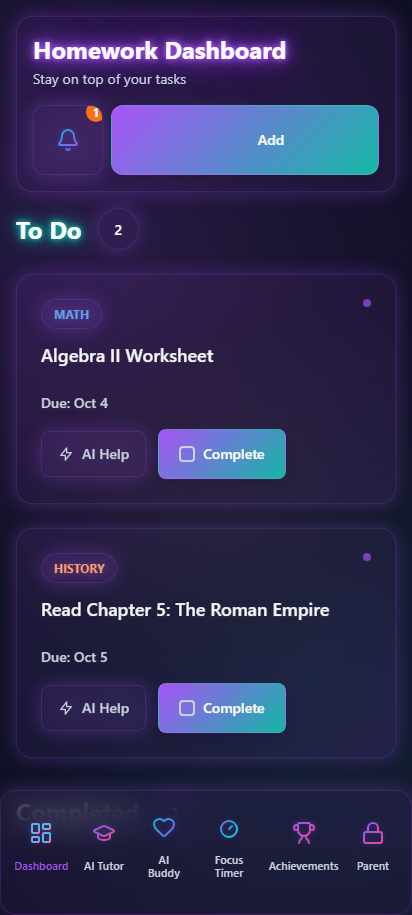 Homework Dashboard
Stay on top of your tasks
1
Add
To Do 2
MATH
Algebra II Worksheet
Due: Oct 4
AI Help Complete
HISTORY
Read Chapter 5: The Roman Empire
Due: Oct 5
AI Help Complete
Completed
Dashboard AI Tutor AI Buddy Focus Timer Achievements Parent